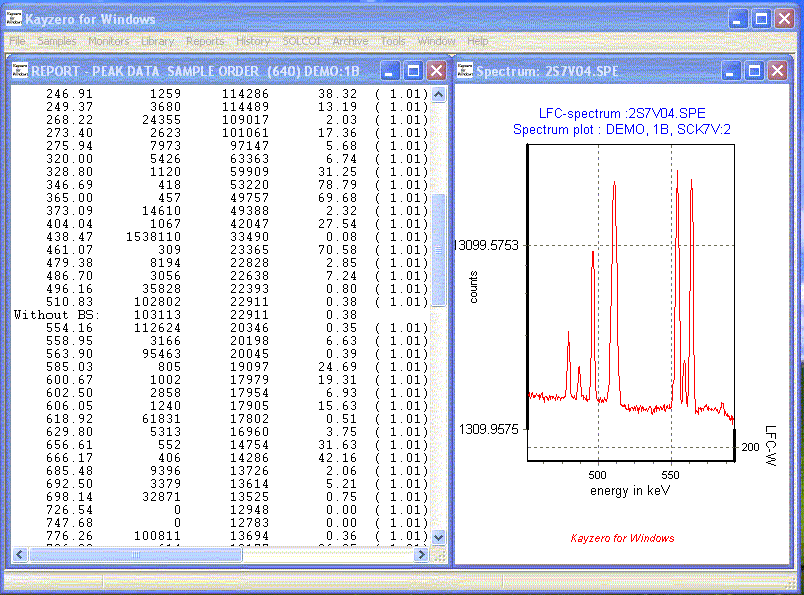 Kayzero for Windows
File Samples Monitors Library Reports History SOLCOI Archive Tools Window Help
REPORT - PEAK DATA SAMPLE ORDER (640) DEMO:1B
246.91 1259 114286 38.32 ( 1.01)
249.37 3680 114489 13.19 ( 1.01)
268.22 24355 109017 2.03 ( 1.01)
273.40 2623 101061 17.36 ( 1.01)
275.94 7973 97147 5.68 ( 1.01)
320.00 5426 63363 6.74 ( 1.01)
328.80 1120 59909 31.25 ( 1.01)
346.69 418 53220 78.79 ( 1.01)
365.00 457 49757 69.68 ( 1.01)
373.09 14610 49388 2.32 ( 1.01)
404.04 1067 42047 27.54 ( 1.01)
438.47 1538110 33490 0.08 ( 1.01)
461.07 309 23365 70.58 ( 1.01)
479.38 8194 22828 2.85 ( 1.01)
486.70 3056 22638 7.24 ( 1.01)
496.16 35828 22393 0.80 ( 1.01)
510.83 102802 22911 0.38 ( 1.01)
Without BS: 103113 22911 0.38
554.16 112624 20346 0.35 ( 1.01)
558.95 3166 20198 6.63 ( 1.01)
563.90 95463 20045 0.39 ( 1.01)
585.03 805 19097 24.69 ( 1.01)
600.67 1002 17979 19.31 ( 1.01)
602.50 2858 17954 6.93 ( 1.01)
606.05 1240 17905 15.63 ( 1.01)
618.92 61831 17802 0.51 ( 1.01)
629.80 5313 16960 3.75 ( 1.01)
656.61 552 14754 31.63 ( 1.01)
666.17 406 14286 42.16 ( 1.01)
685.48 9396 13726 2.06 ( 1.01)
692.50 3379 13614 5.21 ( 1.01)
698.14 32871 13525 0.75 ( 1.01)
726.54 0 12948 0.00 ( 1.01)
747.68 0 12783 0.00 ( 1.01)
776.26 100811 13694 0.36 ( 1.01)
Spectrum: 2S7V04.SPE
LFC-spectrum :2S7V04.SPE
Spectrum plot : DEMO, 1B, SCK7V:2
13099.5753
counts
1309.9575
200
LFC-W
500 550
energy in keV
Kayzero for Windows